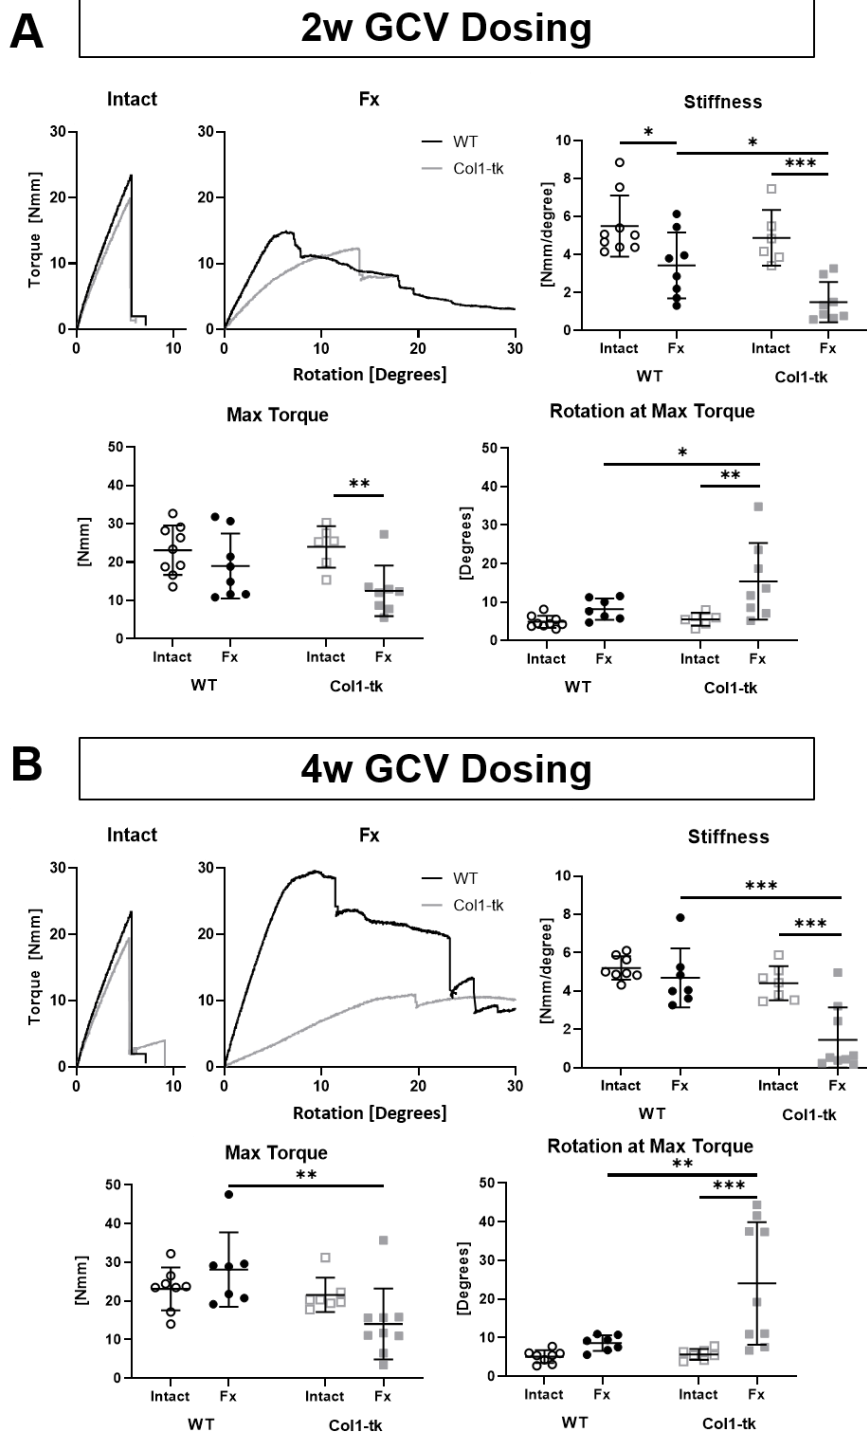 A
2w GCV Dosing
Intact
Fx
Stiffness
Torque [Nmm]
30
20
10
0
0
10
30
20
10
0
0
10
20
30
WT
Col1-tk
Rotation [Degrees]
[Nmm/degree]
10
8
6
4
2
0
*
*
***
Intact
Fx
Intact
Fx
WT
Col1-tk
Max Torque
[Nmm]
50
40
30
20
10
0
**
Intact
Fx
Intact
Fx
WT
Col1-tk
Rotation at Max Torque
[Degrees]
50
40
30
20
10
0
*
**
Intact
Fx
Intact
Fx
WT
Col1-tk
B
4w GCV Dosing
Intact
Fx
Stiffness
Torque [Nmm]
30
20
10
0
0
10
30
20
10
0
0
10
20
30
WT
Col1-tk
Rotation [Degrees]
[Nmm/degree]
10
8
6
4
2
0
***
***
Intact
Fx
Intact
Fx
WT
Col1-tk
Max Torque
[Nmm]
50
40
30
20
10
0
**
Intact
Fx
Intact
Fx
WT
Col1-tk
Rotation at Max Torque
[Degrees]
50
40
30
20
10
0
**
***
Intact
Fx
Intact
Fx
WT
Col1-tk